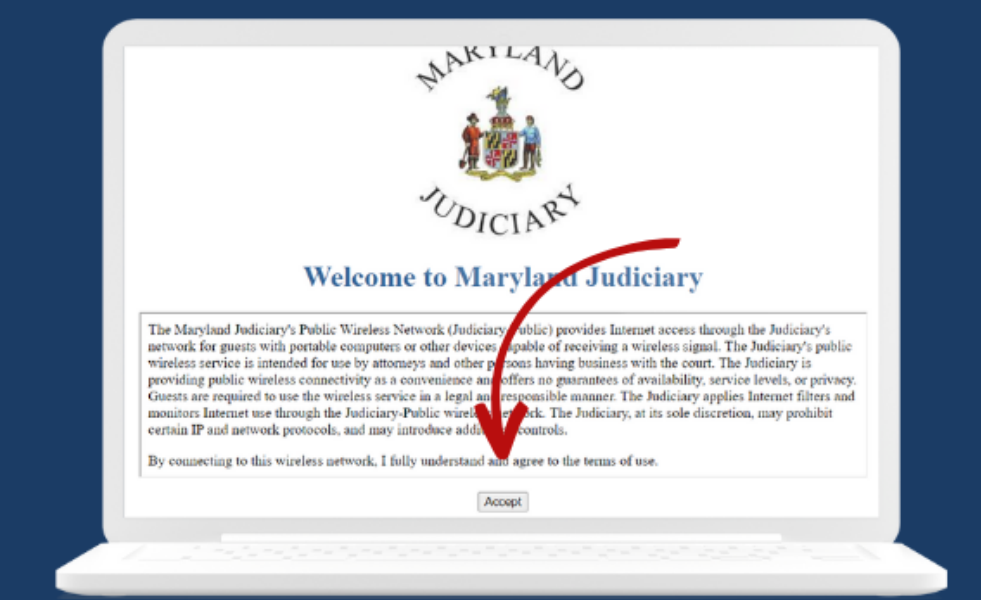 MARYLAND
JUDICIARY
Welcome to Maryland Judiciary
The Maryland Judiciary's Public Wireless Network (Judiciary-Public) provides Internet access through the Judiciary's
network for guests with portable computers or other devices capable of receiving a wireless signal. The Judiciary's public
wireless service is intended for use by attorneys and other persons having business with the court. The Judiciary is
providing public wireless connectivity as a convenience and offers no guarantees of availability, service levels, or privacy.
Guests are required to use the wireless service in a legal and responsible manner. The Judiciary applies Internet filters and
monitors Internet use through the Judiciary-Public wireless network. The Judiciary, at its sole discretion, may prohibit
certain IP and network protocols, and may introduce additional controls.
By connecting to this wireless network, I fully understand and agree to the terms of use.
Accept